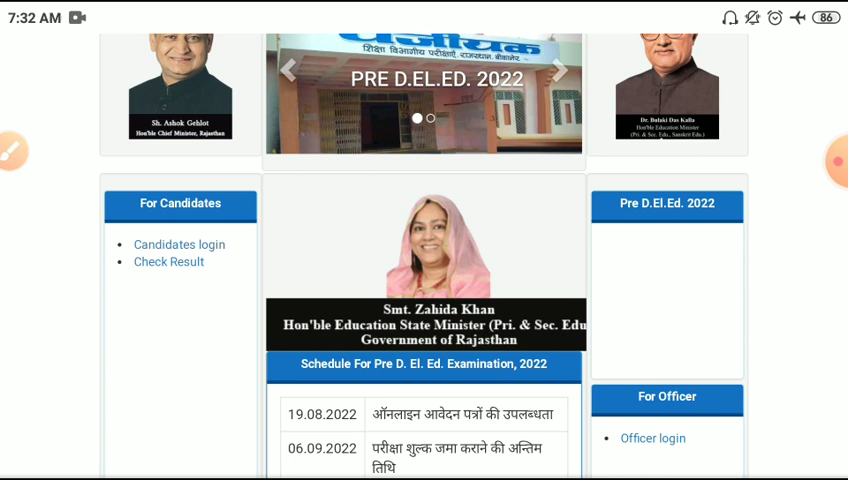 7:32 AM
86
पंजीयक
शिक्षा विभागीय परीक्षाएँ, राजस्थान, बीकानेर
PRE D.EL.ED. 2022
Sh. Ashok Gehlot
Hon'ble Chief Minister, Rajasthan
Dr. Bulaki Das Kalla
Hon'ble Education Minister
(Pri. & Sec. Edu., Sanskrit Edu.)
For Candidates
Candidates login
Check Result
Smt. Zahida Khan
Hon'ble Education State Minister (Pri. & Sec. Edu
Government of Rajasthan
Schedule For Pre D. El. Ed. Examination, 2022
19.08.2022 ऑनलाइन आवेदन पत्रों की उपलब्धता
06.09.2022 परीक्षा शुल्क जमा कराने की अन्तिम
तिथि
Pre D.El.Ed. 2022
For Officer
Officer login